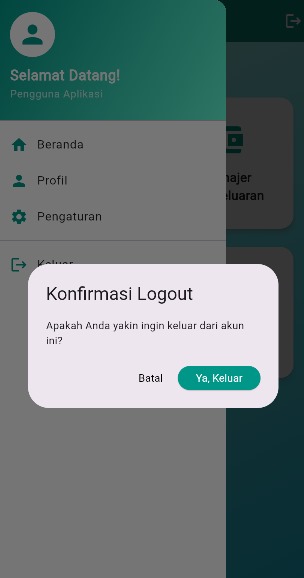 Selamat Datang!
Pengguna Aplikasi
Beranda
Profil
Pengaturan
Keluar
najer
eluaran
Konfirmasi Logout
Apakah Anda yakin ingin keluar dari akun
ini?
Batal
Ya, Keluar